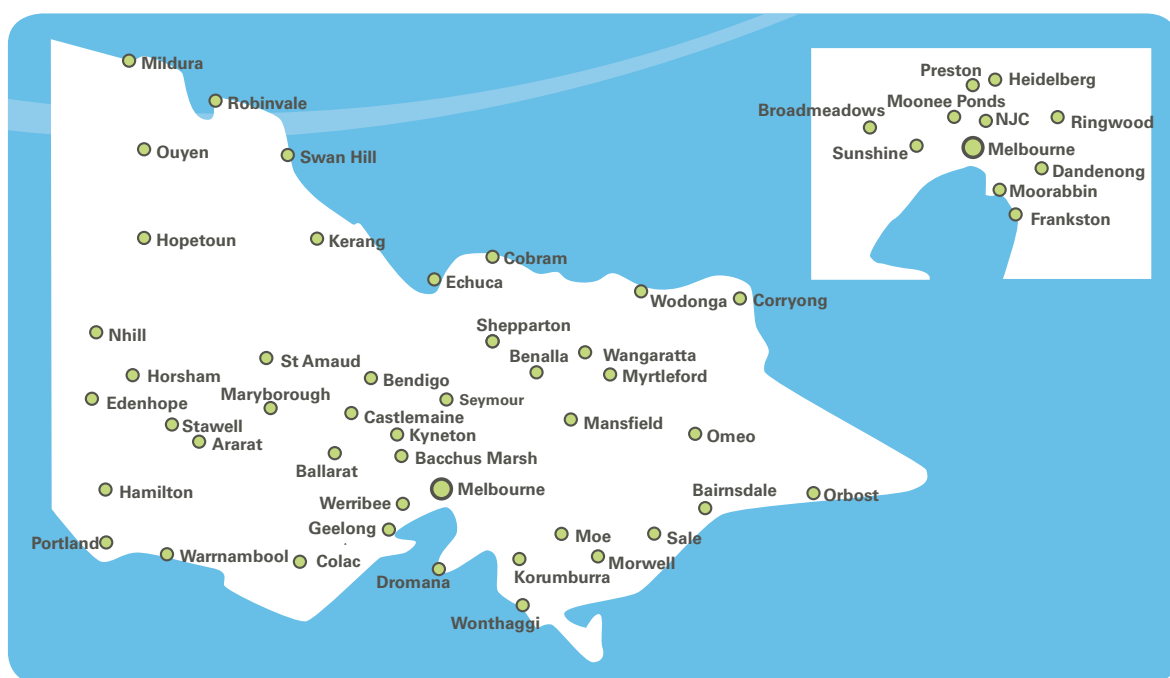 Mildura
Robinvale
Ouyen
Swan Hill
Hopetoun
Kerang
Cobram
Echuca
Wodonga
Corryong
Nhill
Shepparton
St Amaud
Benalla
Wangaratta
Horsham
Bendigo
Myrtleford
Edenhope
Maryborough
Seymour
Stawell
Castlemaine
Mansfield
Ararat
Kyneton
Omeo
Ballarat
Bacchus Marsh
Hamilton
Melbourne
Bairnsdale
Orbost
Werribee
Geelong
Portland
Moe
Sale
Warrnambool
Colac
Morwell
Dromana
Korumburra
Wonthaggi
Preston
Heidelberg
Moonee Ponds
Broadmeadows
NJC
Ringwood
Sunshine
Melbourne
Dandenong
Moorabbin
Frankston